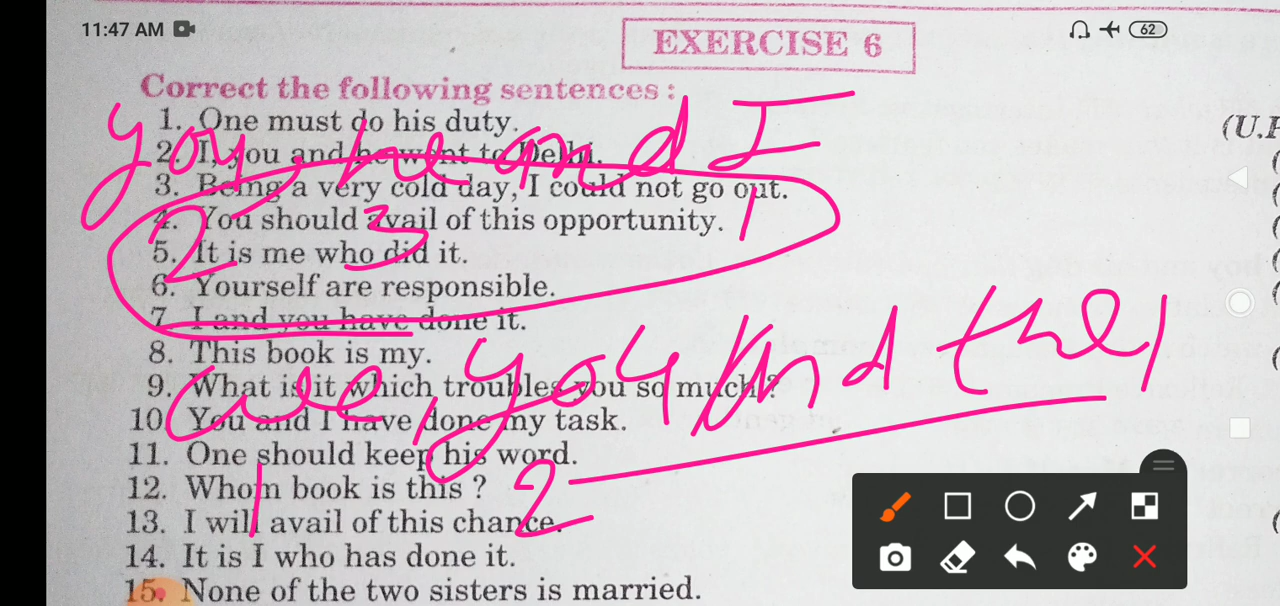 11:47 AM
62
EXERCISE 6
Correct the following sentences :
1. One must do his duty.
2. I, you and he went to Delhi.
3. Being a very cold day, I could not go out.
4. You should avail of this opportunity.
5. It is me who did it.
6. Yourself are responsible.
7. I and you have done it.
8. This book is my.
9. What is it which troubles you so much ?
10. You and I have done my task.
11. One should keep his word.
12. Whom book is this ?
13. I will avail of this chance.
14. It is I who has done it.
15. None of the two sisters is married.
you, he and I
2 3 1
we, you and they
1 2